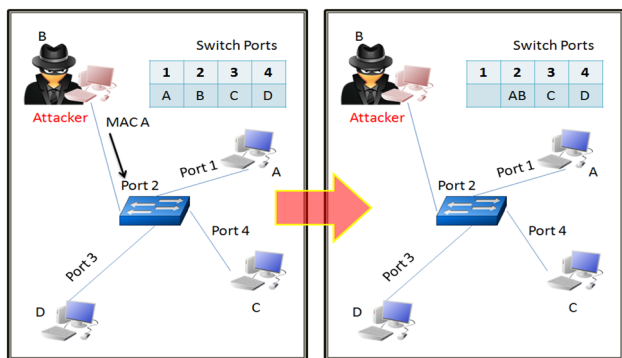 B
Switch Ports
1 2 3 4
A B C D
Attacker
MAC A
Port 1
A
Port 2
Port 4
Port 3
C
D
B
Switch Ports
1 2 3 4
AB C D
Attacker
Port 1
A
Port 2
Port 4
Port 3
C
D